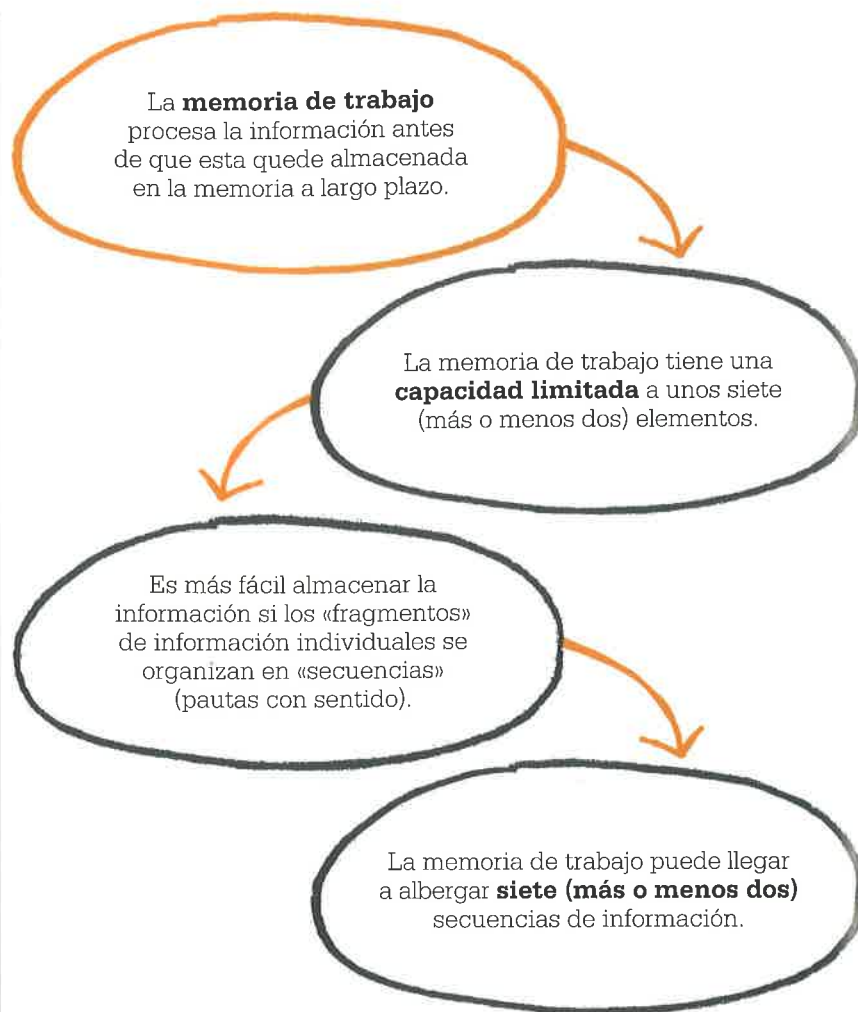 La memoria de trabajo
procesa la información antes
de que esta quede almacenada
en la memoria a largo plazo.
La memoria de trabajo tiene una
capacidad limitada a unos siete
(más o menos dos) elementos.
Es más fácil almacenar la
información si los «fragmentos»
de información individuales se
organizan en «secuencias»
(pautas con sentido).
La memoria de trabajo puede llegar
a albergar siete (más o menos dos)
secuencias de información.